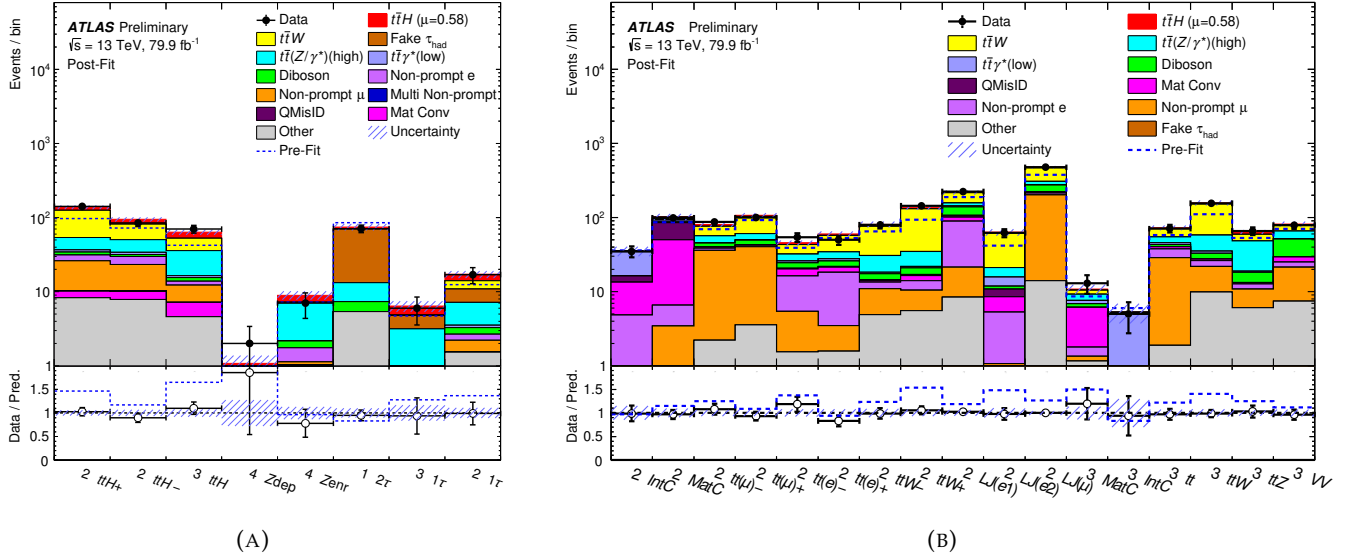 ATLAS Preliminary
√s = 13 TeV, 79.9 fb⁻¹
Post-Fit
Data
tt̄W
tt̄(Z/γ*)(high)
Diboson
Non-prompt μ
QMisID
Other
Pre-Fit
tt̄H (μ=0.58)
Fake τhad
tt̄γ*(low)
Non-prompt e
Multi Non-prompt
Mat Conv
Uncertainty
Events / bin
10⁴
10³
10²
10
1
Data / Pred.
1.5
1
0.5
0
2 ttH+
2 ttH−
3 ttH
4 Zdep
4 Zenr
1 2τ
3 1τ
2 1τ
(A)
ATLAS Preliminary
√s = 13 TeV, 79.9 fb⁻¹
Post-Fit
Data
tt̄W
tt̄γ*(low)
QMisID
Non-prompt e
Other
Uncertainty
tt̄H (μ=0.58)
tt̄(Z/γ*)(high)
Diboson
Mat Conv
Non-prompt μ
Fake τhad
Pre-Fit
Events / bin
10⁴
10³
10²
10
1
Data / Pred.
1.5
1
0.5
0
2 IntC
2 MatC
2 tt(μ)−
2 tt(μ)+
2 tt(e)−
2 tt(e)+
2 ttW−
2 ttW+
2 LJ(e1)
2 LJ(e2)
2 LJ(μ)
3 MatC
3 IntC
3 tt
3 ttW
3 ttZ
3 VV
(B)